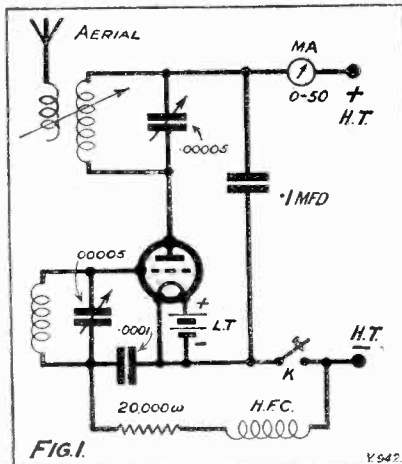 AERIAL
MA
0-50
+
H.T.
.00005
.1 MFD
.00005
.0001
+
L.T
-
K
-
H.T.
20,000ω
H.F.C.
FIG.1.
Y.942.